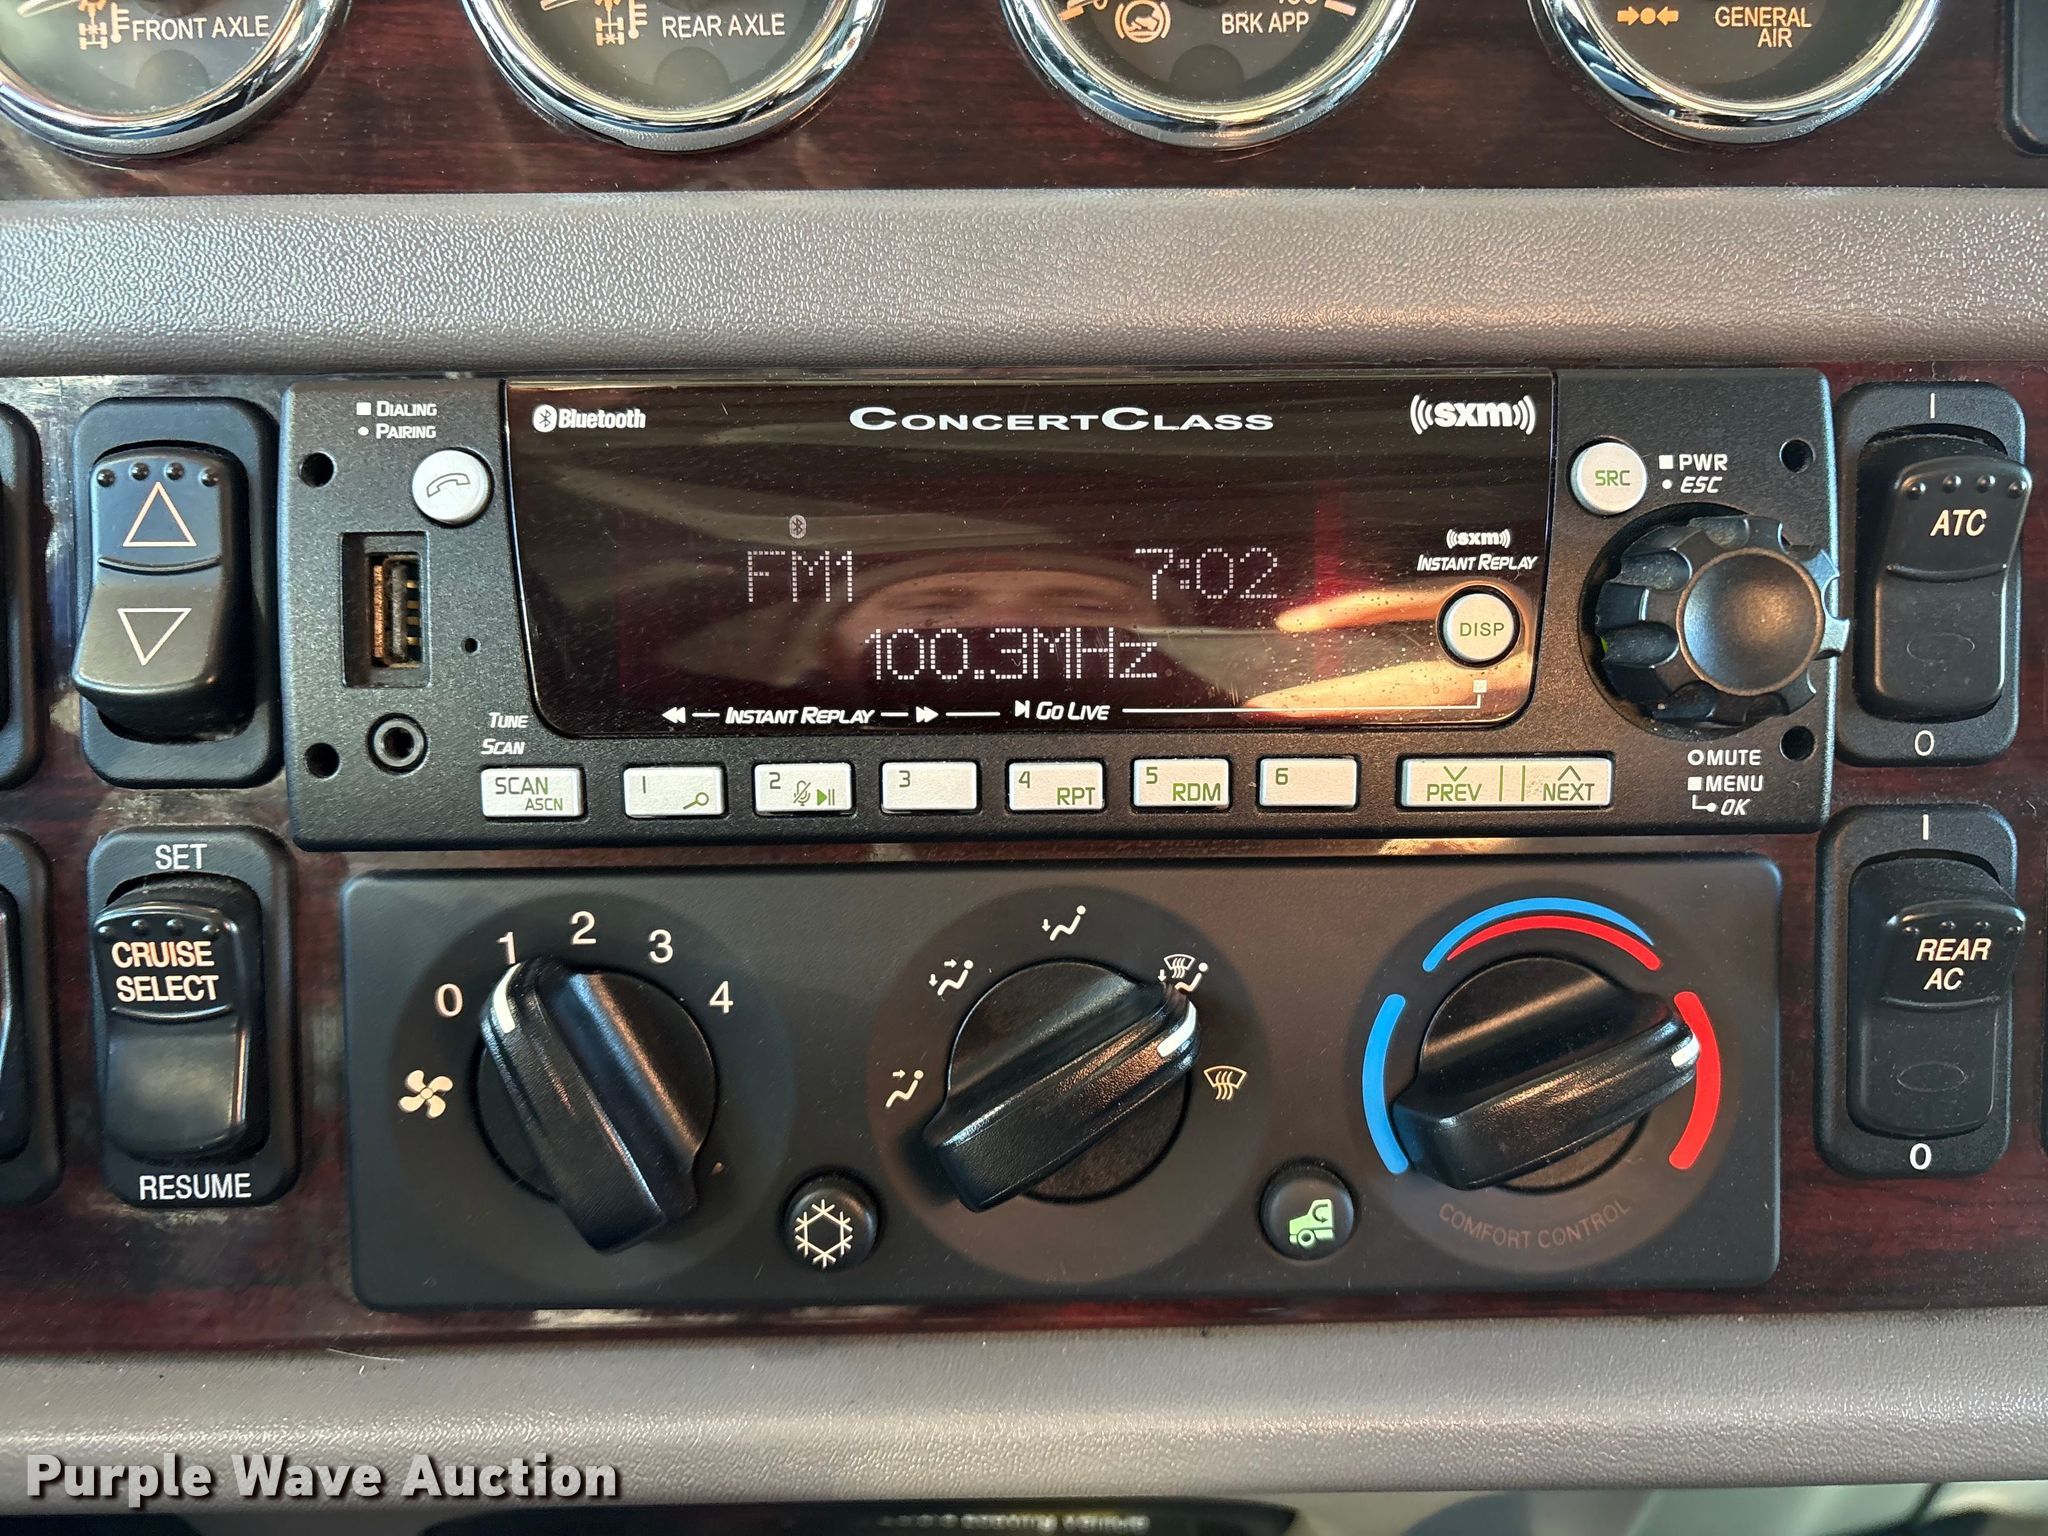 FRONT AXLE
REAR AXLE
BRK APP
GENERAL
AIR
DIALING
PAIRING
Bluetooth
CONCERTCLASS
((sxm))
SRC
PWR
ESC
FM1
7:02
100.3MHz
((sxm))
INSTANT REPLAY
DISP
INSTANT REPLAY
GO LIVE
TUNE
SCAN
SCAN
ASCN
1
2
3
4
RPT
5
RDM
6
PREV
NEXT
MUTE
MENU
OK
I
ATC
O
SET
CRUISE
SELECT
RESUME
0
1
2
3
4
COMFORT CONTROL
I
REAR
AC
O
Purple Wave Auction